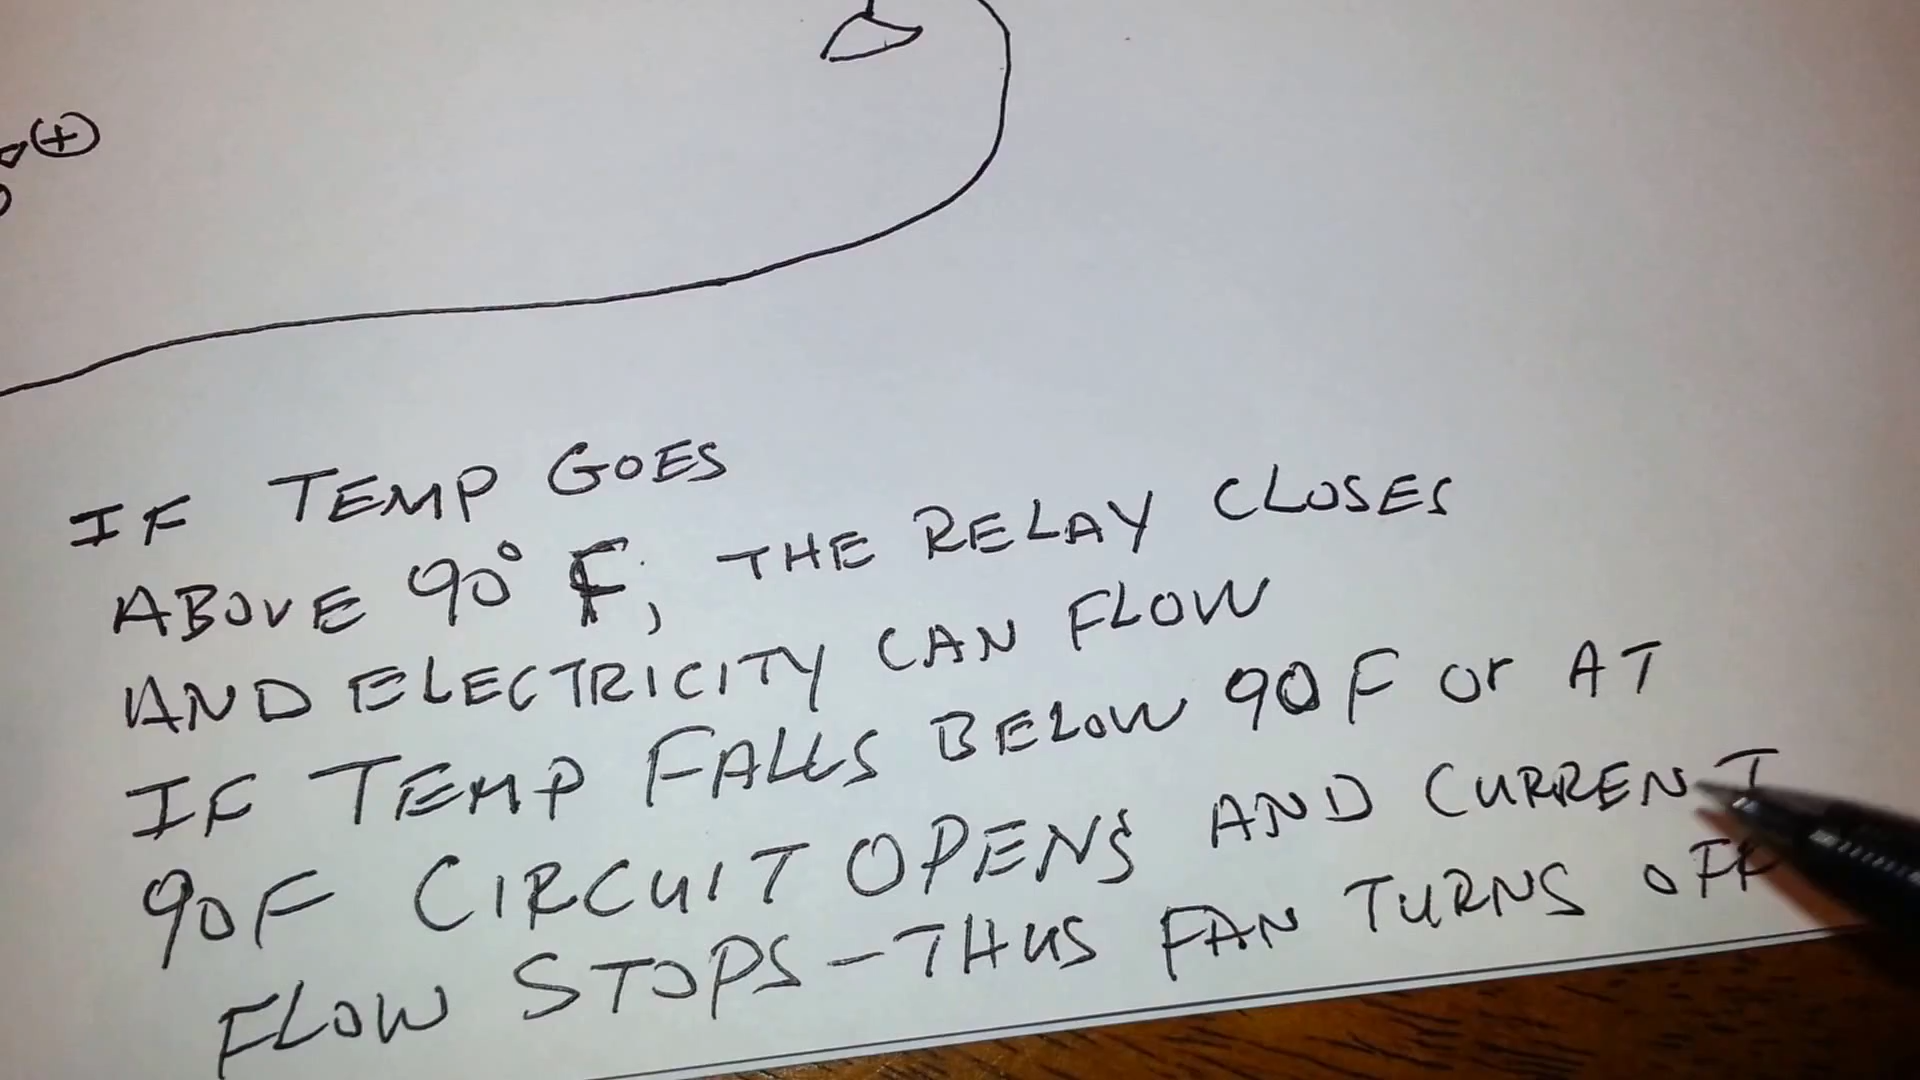 +
IF TEMP GOES
ABOVE 90° F, THE RELAY CLOSES
AND ELECTRICITY CAN FLOW
IF TEMP FALLS BELOW 90F or AT
90F CIRCUIT OPENS AND CURRENT
FLOW STOPS - THUS FAN TURNS OFF